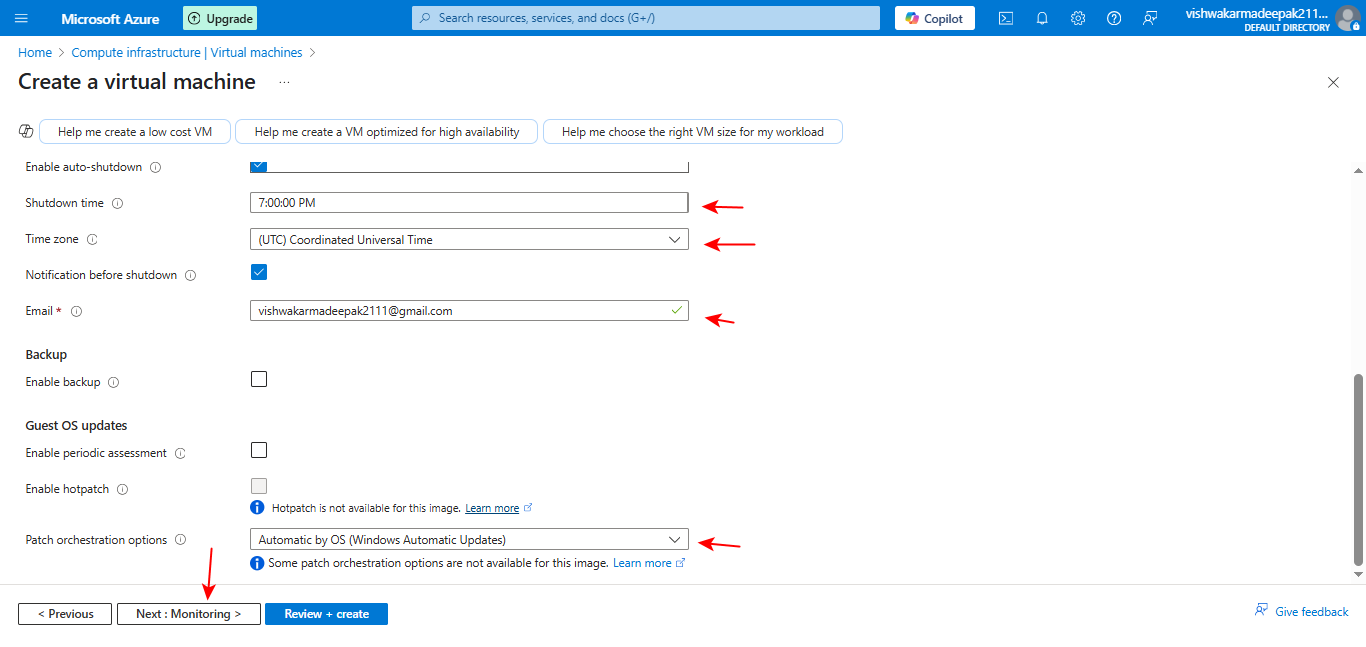 Microsoft Azure
Upgrade
Search resources, services, and docs (G+/)
Copilot
vishwakarmadeepak211...
DEFAULT DIRECTORY
Home > Compute infrastructure | Virtual machines >
Create a virtual machine ...
Help me create a low cost VM
Help me create a VM optimized for high availability
Help me choose the right VM size for my workload
Enable auto-shutdown
Shutdown time
7:00:00 PM
Time zone
(UTC) Coordinated Universal Time
Notification before shutdown
Email *
vishwakarmadeepak2111@gmail.com
Backup
Enable backup
Guest OS updates
Enable periodic assessment
Enable hotpatch
Hotpatch is not available for this image. Learn more
Patch orchestration options
Automatic by OS (Windows Automatic Updates)
Some patch orchestration options are not available for this image. Learn more
< Previous
Next : Monitoring >
Review + create
Give feedback